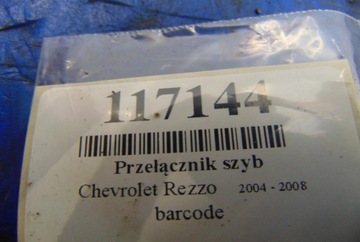 117144
Przełącznik szyb
Chevrolet Rezzo 2004 - 2008
barcode